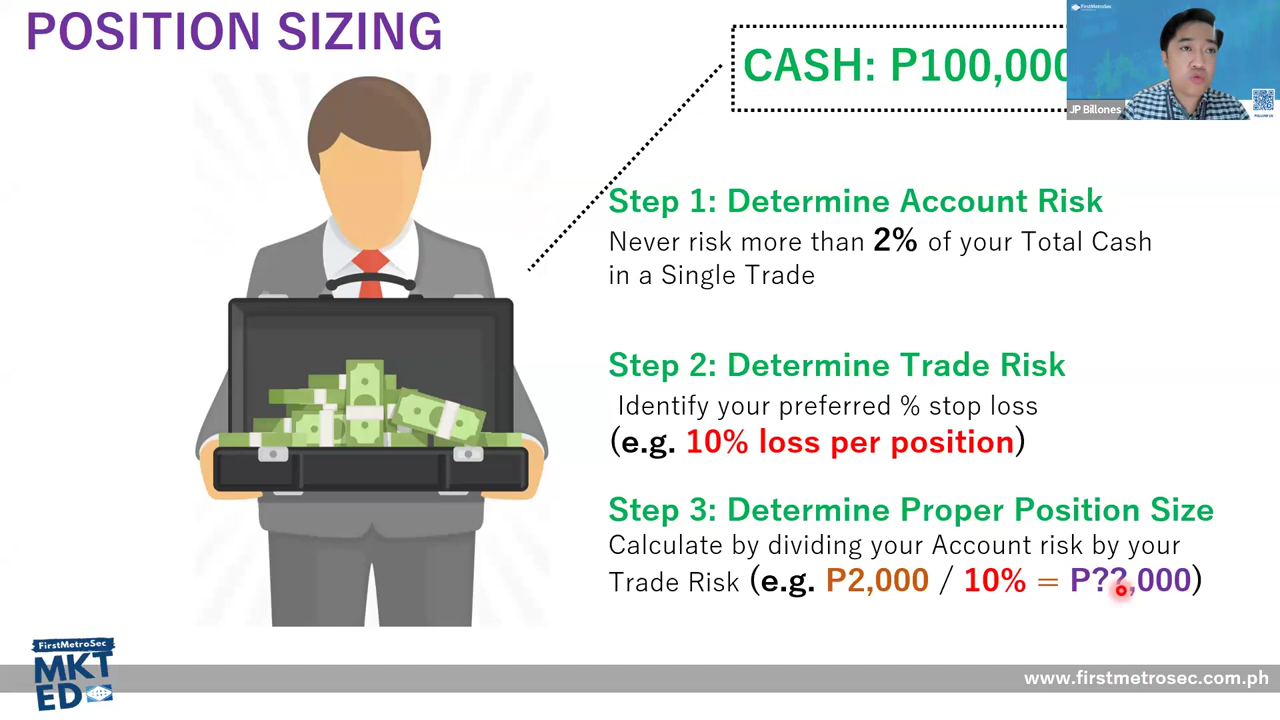 POSITION SIZING
CASH: P100,000
FirstMetroSec
JP Billones
FOLLOW US
Step 1: Determine Account Risk
Never risk more than 2% of your Total Cash
in a Single Trade
Step 2: Determine Trade Risk
Identify your preferred % stop loss
(e.g. 10% loss per position)
Step 3: Determine Proper Position Size
Calculate by dividing your Account risk by your
Trade Risk (e.g. P2,000 / 10% = P??,000)
FirstMetroSec
MKT
ED
www.firstmetrosec.com.ph